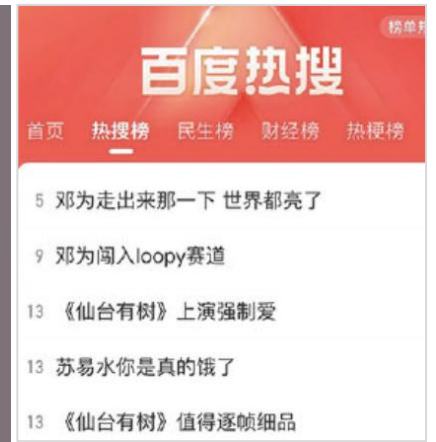 榜单
百度热搜
首页 热搜榜 民生榜 财经榜 热梗榜
5 邓为走出来那一下 世界都亮了
9 邓为闯入loopy赛道
13 《仙台有树》上演强制爱
13 苏易水你是真的饿了
13 《仙台有树》值得逐帧细品